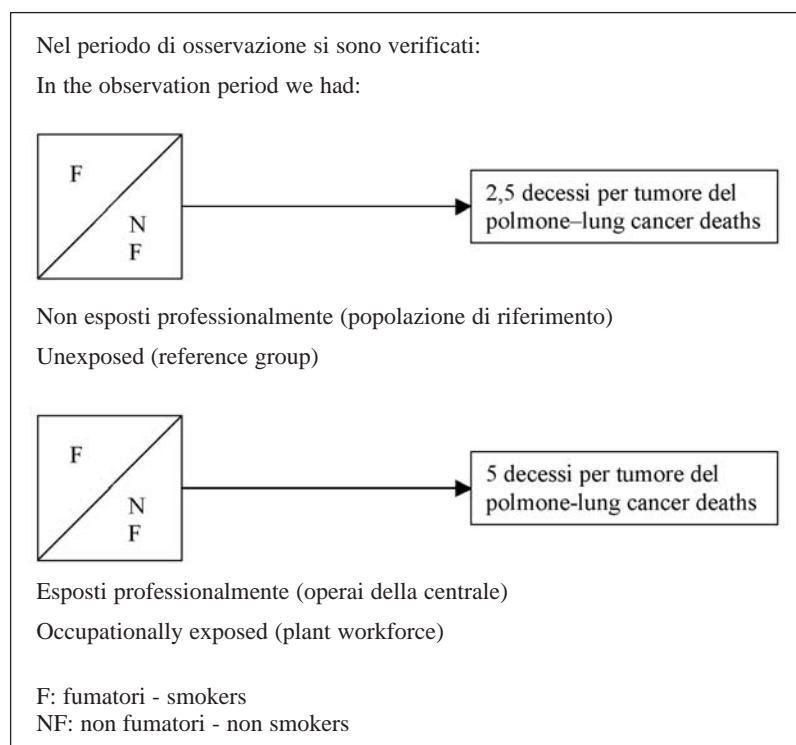 Nel periodo di osservazione si sono verificati:
In the observation period we had:
F
N
F
2,5 decessi per tumore del
polmone–lung cancer deaths
Non esposti professionalmente (popolazione di riferimento)
Unexposed (reference group)
F
N
F
5 decessi per tumore del
polmone-lung cancer deaths
Esposti professionalmente (operai della centrale)
Occupationally exposed (plant workforce)
F: fumatori - smokers
NF: non fumatori - non smokers